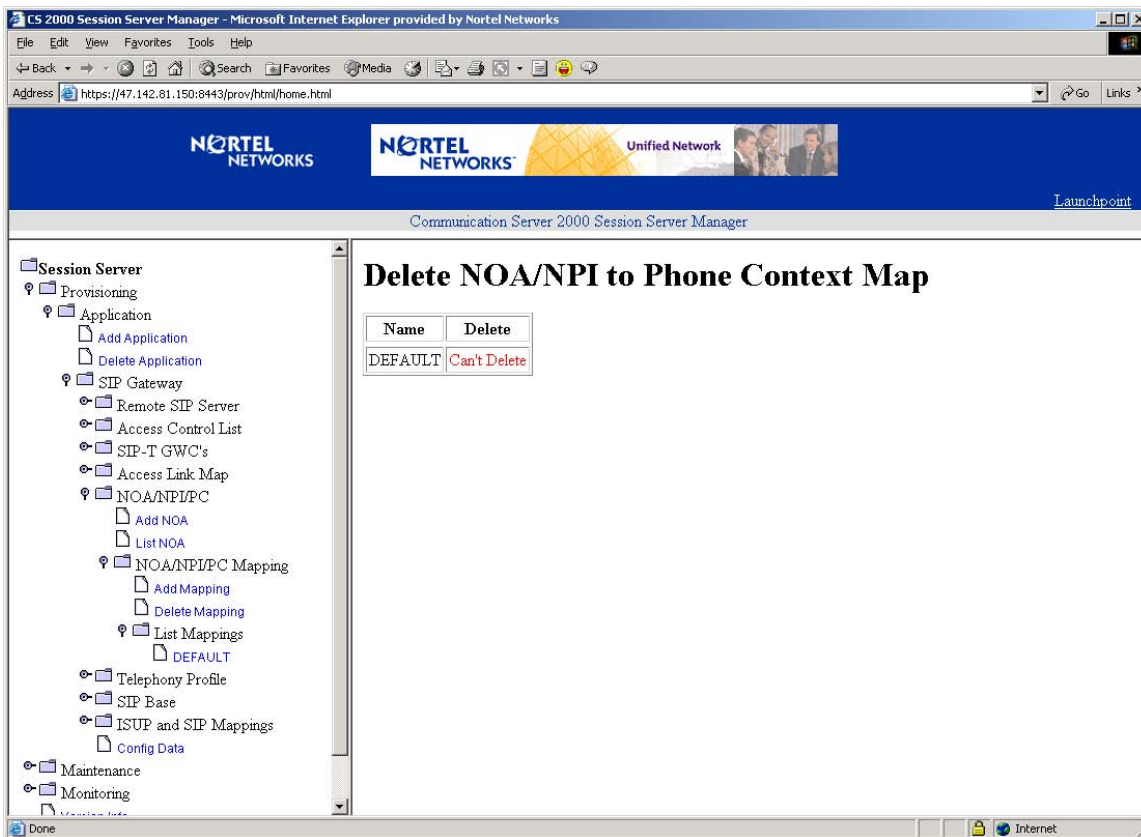 CS 2000 Session Server Manager - Microsoft Internet Explorer provided by Nortel Networks
File Edit View Favorites Tools Help
Back Search Favorites Media
Address https://47.142.81.150:8443/prov/html/home.html Go Links
NORTEL NETWORKS
NORTEL NETWORKS Unified Network
Launchpoint
Communication Server 2000 Session Server Manager
Session Server
Provisioning
Application
Add Application
Delete Application
SIP Gateway
Remote SIP Server
Access Control List
SIP-T GWC's
Access Link Map
NOA/NPI/PC
Add NOA
List NOA
NOA/NPI/PC Mapping
Add Mapping
Delete Mapping
List Mappings
DEFAULT
Telephony Profile
SIP Base
ISUP and SIP Mappings
Config Data
Maintenance
Monitoring
Delete NOA/NPI to Phone Context Map
Name Delete
DEFAULT Can't Delete
Done Internet